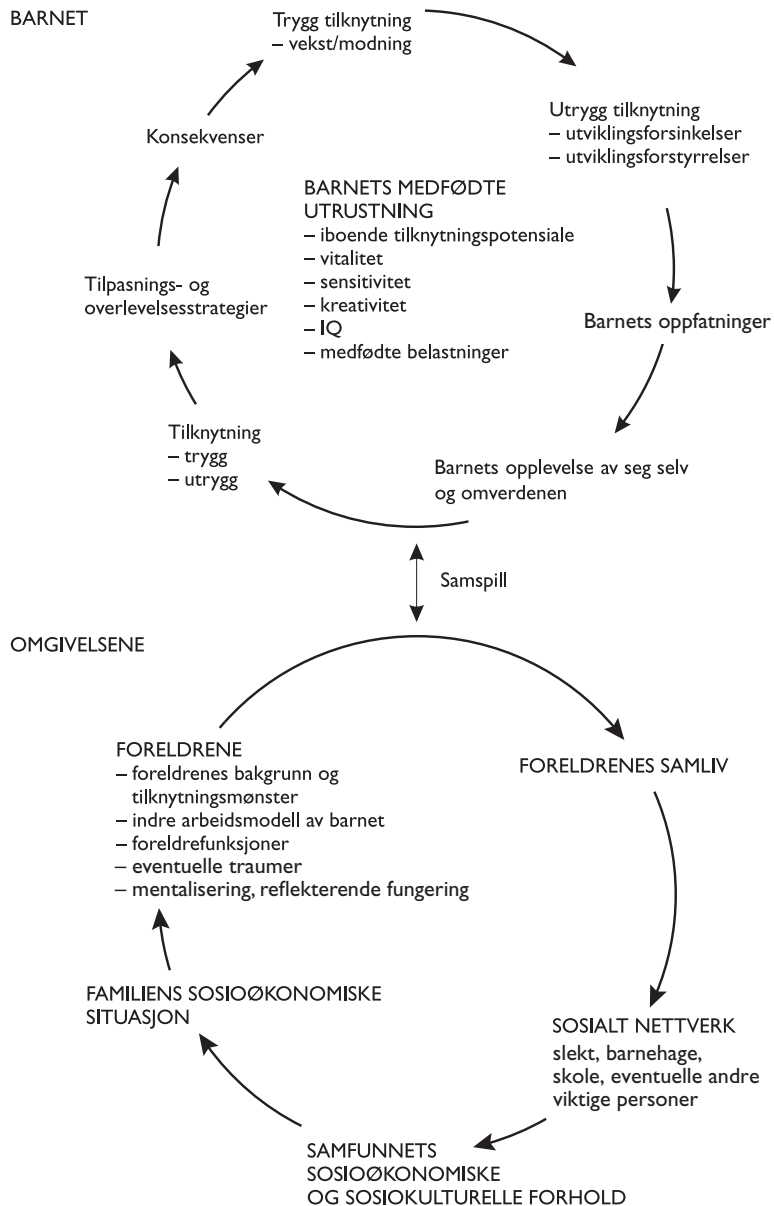 BARNET
Trygg tilknytning
– vekst/modning
Utrygg tilknytning
– utviklingsforsinkelser
– utviklingsforstyrrelser
Konsekvenser
BARNETS MEDFØDTE
UTRUSTNING
– iboende tilknytningspotensiale
– vitalitet
– sensitivitet
– kreativitet
– IQ
– medfødte belastninger
Tilpasnings- og
overlevelsesstrategier
Barnets oppfatninger
Tilknytning
– trygg
– utrygg
Barnets opplevelse av seg selv
og omverdenen
Samspill
OMGIVELSENE
FORELDRENE
– foreldrenes bakgrunn og
tilknytningsmønster
– indre arbeidsmodell av barnet
– foreldrefunksjoner
– eventuelle traumer
– mentalisering, reflekterende fungering
FORELDRENES SAMLIV
FAMILIENS SOSIOØKONOMISKE
SITUASJON
SOSIALT NETTVERK
slekt, barnehage,
skole, eventuelle andre
viktige personer
SAMFUNNETS
SOSIOØKONOMISKE
OG SOSIOKULTURELLE FORHOLD